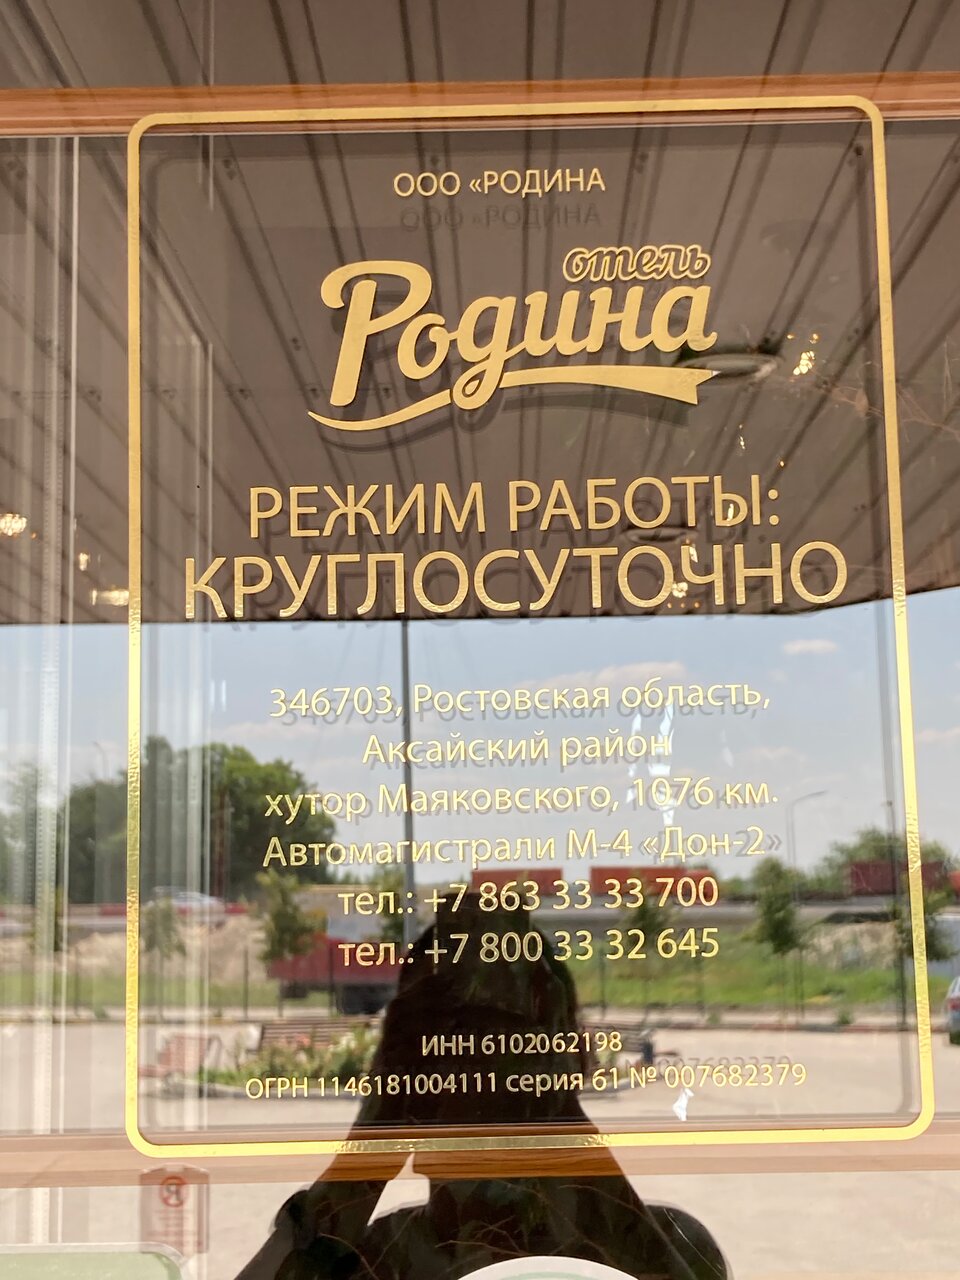 ООО «РОДИНА
отель
Родина
РЕЖИМ РАБОТЫ:
КРУГЛОСУТОЧНО
346703, Ростовская область,
Аксайский район
хутор Маяковского, 1076 км.
Автомагистрали М-4 «Дон-2»
тел.: +7 863 33 33 700
тел.: +7 800 33 32 645
ИНН 6102062198
ОГРН 1146181004111 серия 61 № 007682379